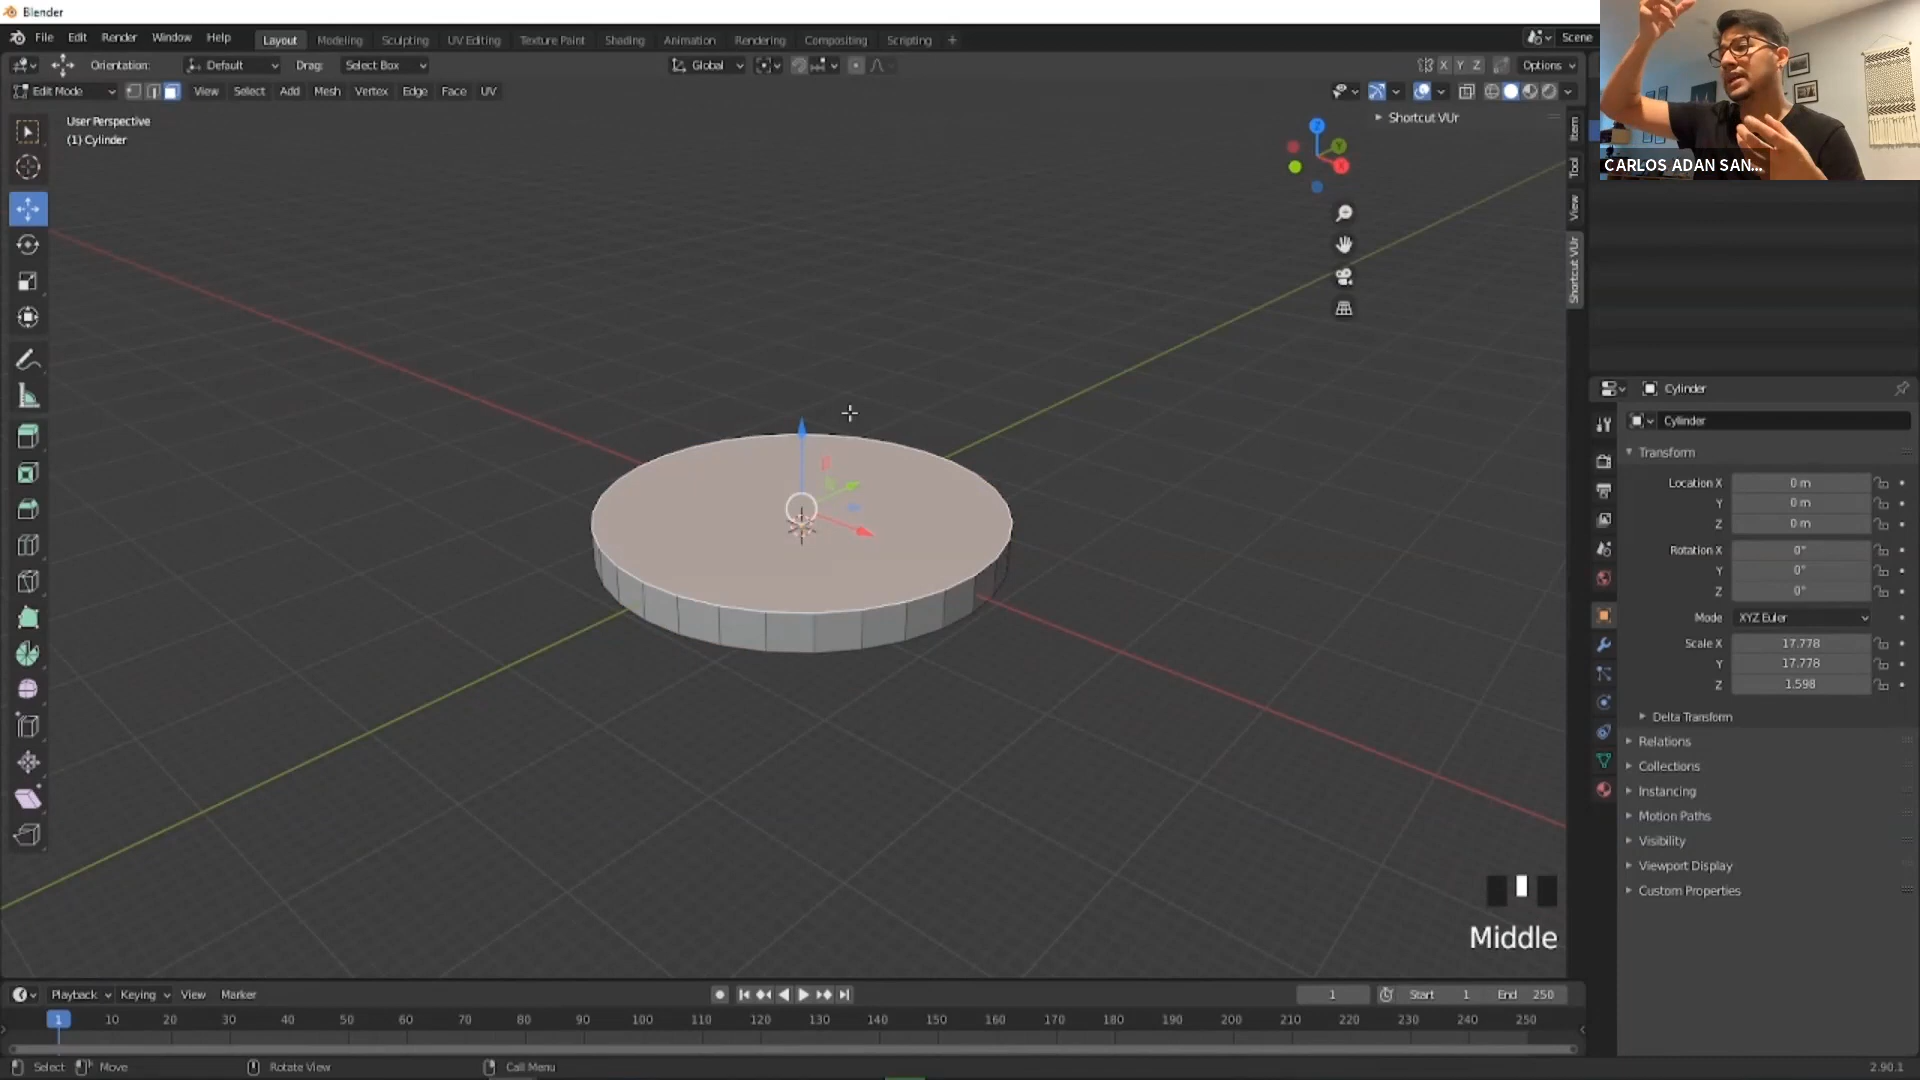 Blender
File Edit Render Window Help Layout Modeling Sculpting UV Editing Texture Paint Shading Animation Rendering Compositing Scripting + Scene
Orientation: Default Drag: Select Box Global X Y Z Options
Edit Mode View Select Add Mesh Vertex Edge Face UV
User Perspective
(1) Cylinder
Shortcut VUr
Z
Y
X
Item
Tool
View
Shortcut VUr
CARLOS ADAN SAN...
Cylinder
Cylinder
Transform
Location X 0 m
Y 0 m
Z 0 m
Rotation X 0°
Y 0°
Z 0°
Mode XYZ Euler
Scale X 17.778
Y 17.778
Z 1.598
Delta Transform
Relations
Collections
Instancing
Motion Paths
Visibility
Viewport Display
Custom Properties
Middle
Playback Keying View Marker 1 Start 1 End 250
1 10 20 30 40 50 60 70 80 90 100 110 120 130 140 150 160 170 180 190 200 210 220 230 240 250
Select Move Rotate View Call Menu 2.90.1